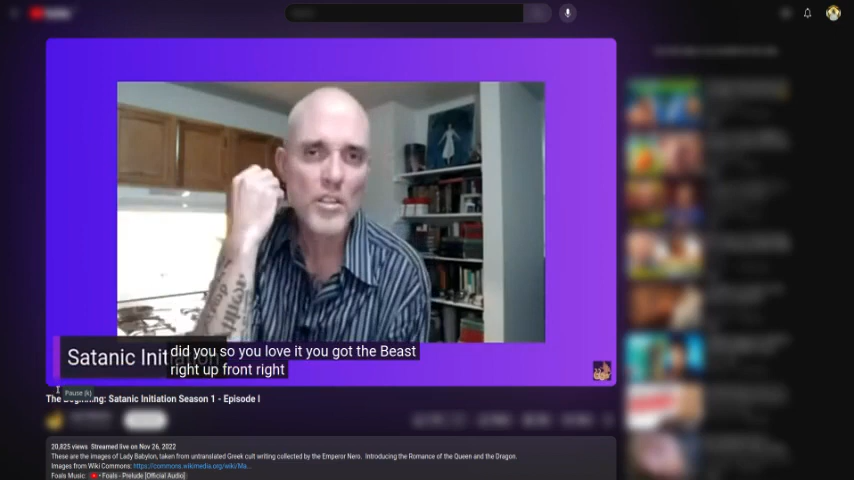 Satanic Init
did you so you love it you got the Beast
right up front right
Pause (k)
The Beginning: Satanic Initiation Season 1 - Episode I
20,825 views Streamed live on Nov 26, 2022
These are the images of Lady Babylon, taken from untranslated Greek cult writing collected by the Emperor Nero. Introducing the Romance of the Queen and the Dragon.
Images from Wiki Commons: https://commons.wikimedia.org/wiki/Ma...
Foals Music: • Foals - Prelude [Official Audio]